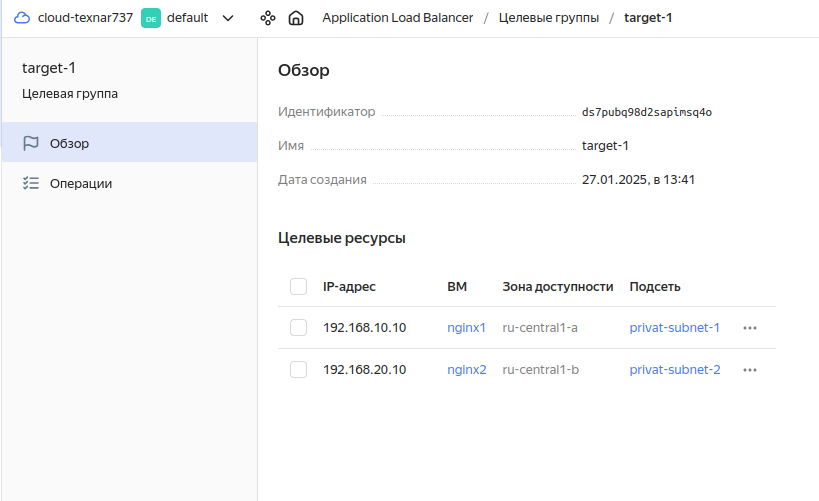 cloud-texnar737 DE default Application Load Balancer / Целевые группы / target-1
target-1
Целевая группа
Обзор
Операции
Обзор
Идентификатор ds7pubq98d2sapimsq4o
Имя target-1
Дата создания 27.01.2025, в 13:41
Целевые ресурсы
IP-адрес ВМ Зона доступности Подсеть
192.168.10.10 nginx1 ru-central1-a privat-subnet-1
192.168.20.10 nginx2 ru-central1-b privat-subnet-2